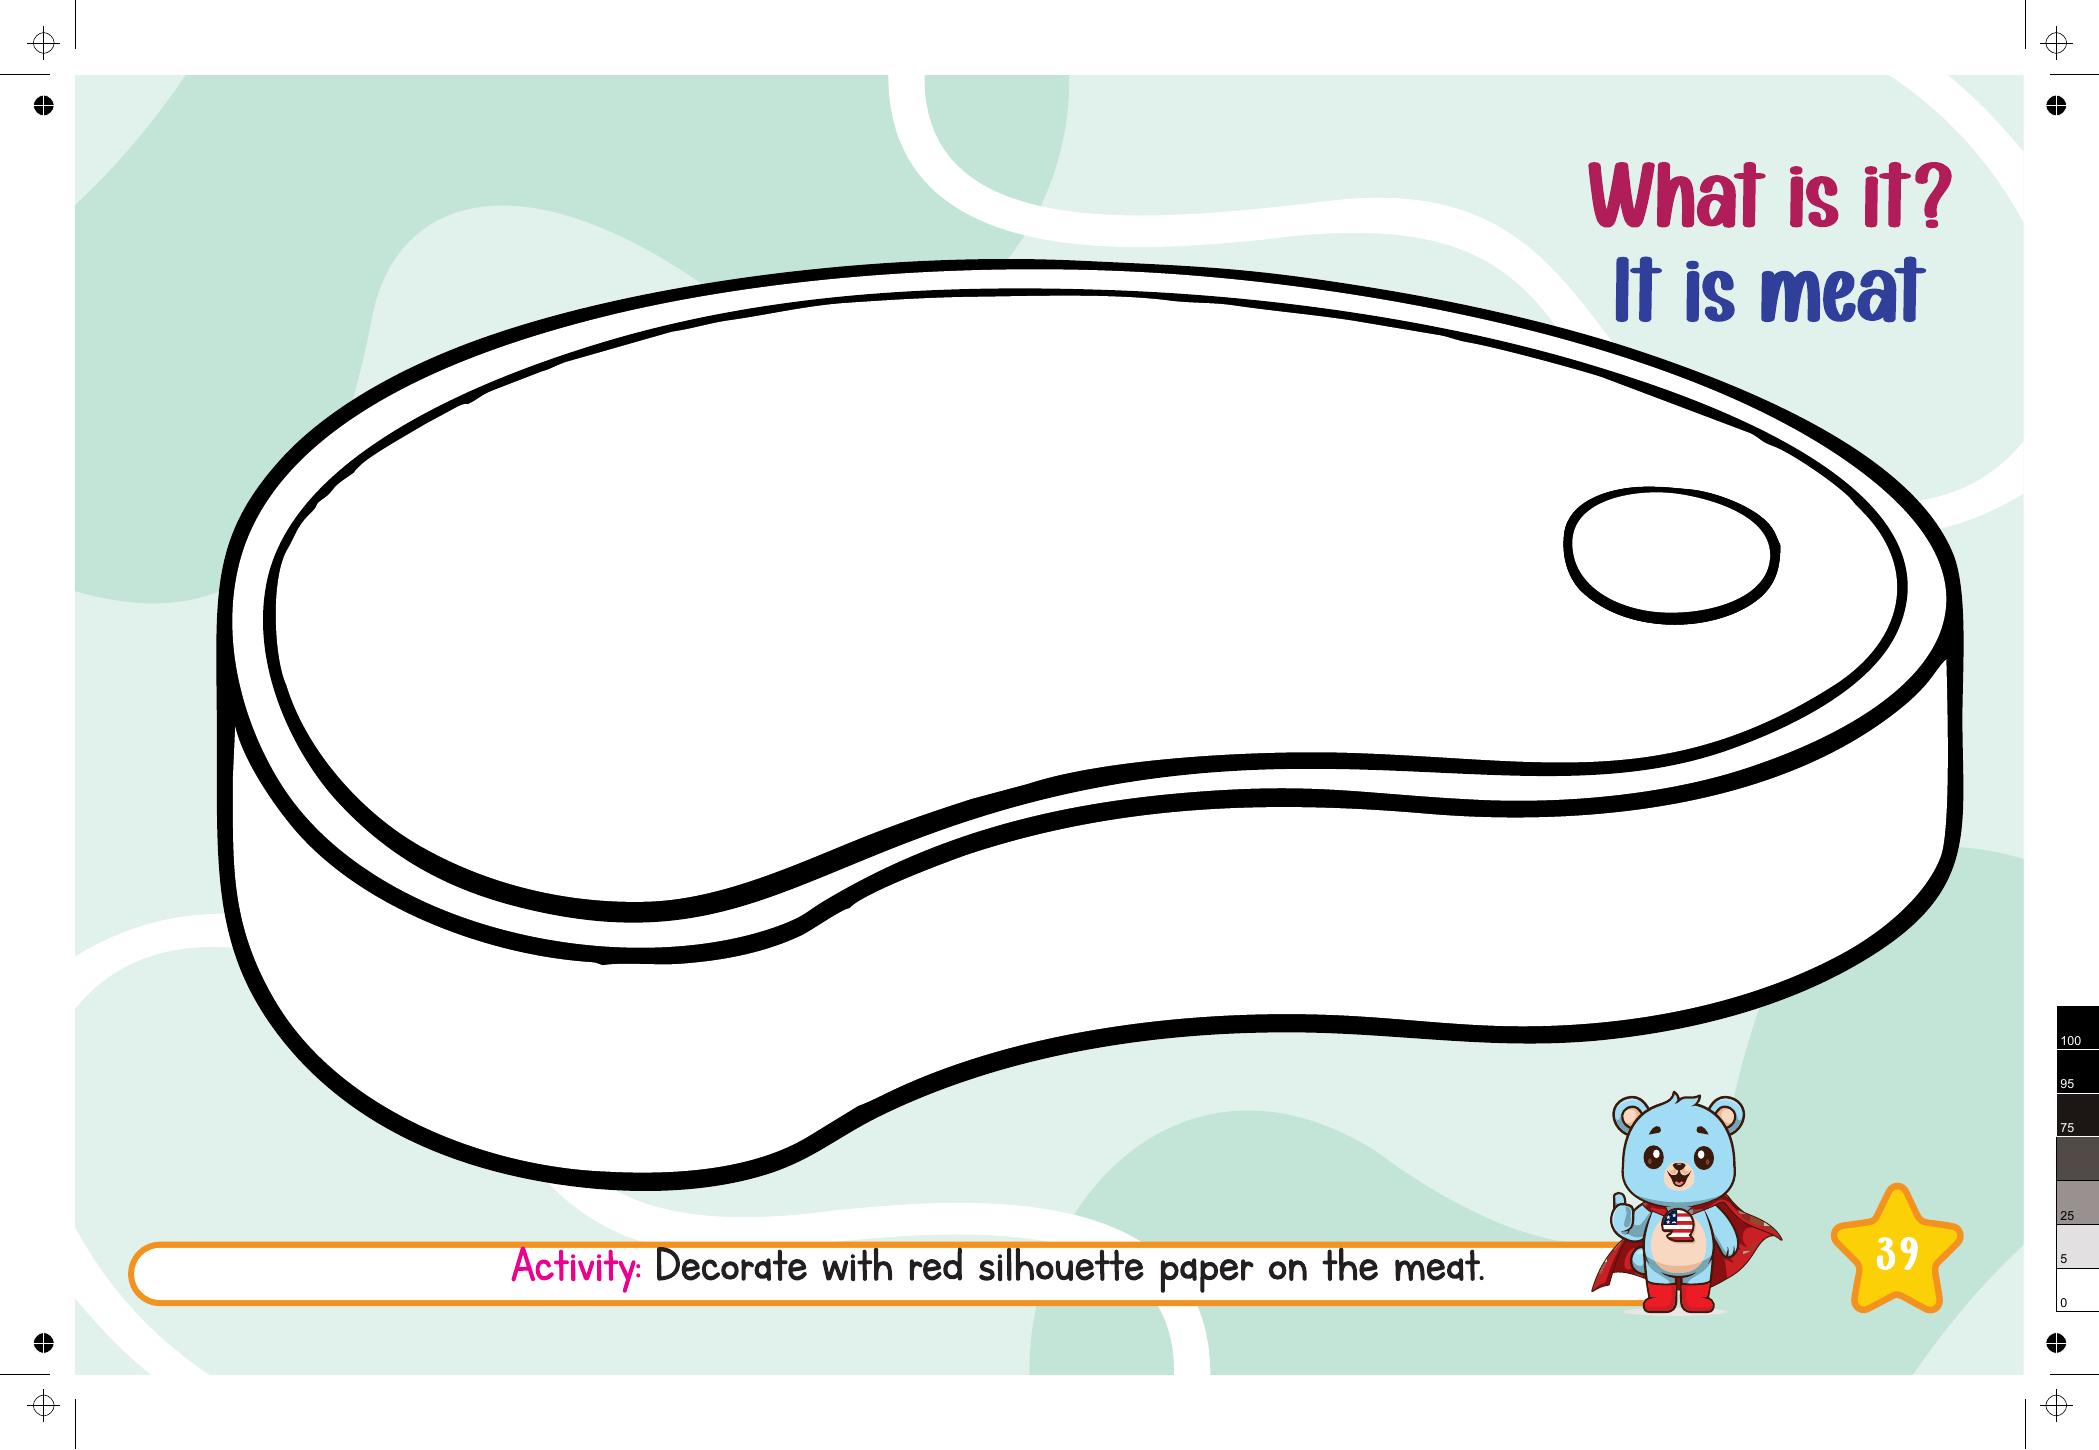 What is it?
It is meat
Activity: Decorate with red silhouette paper on the meat.
39
100
95
75
25
5
0